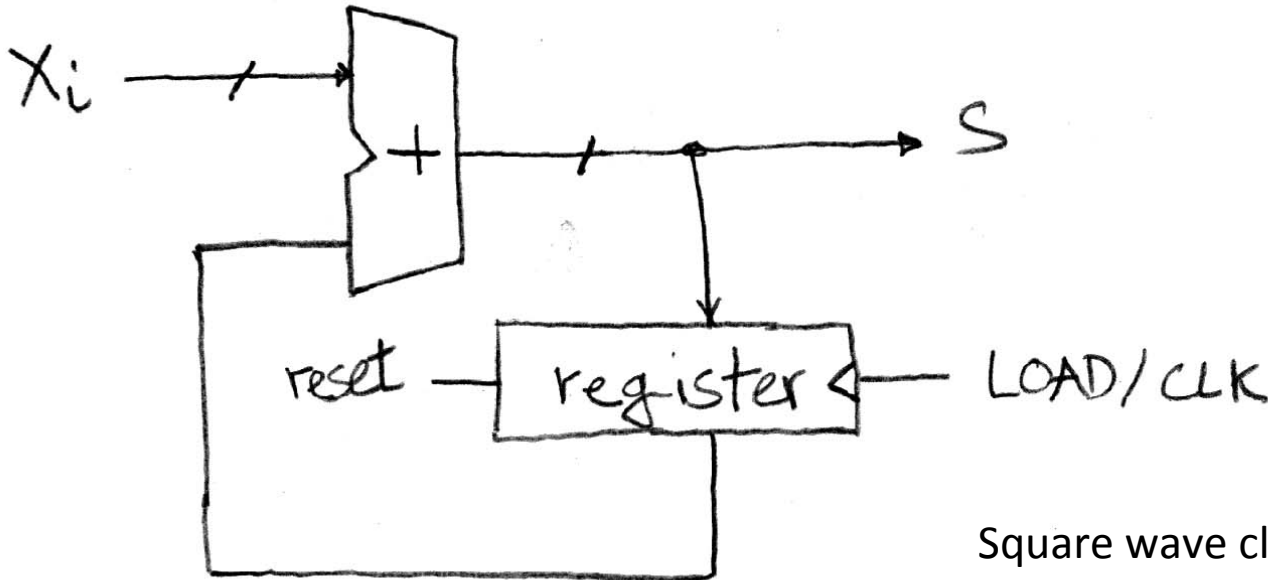 Xi
+
S
reset
register
LOAD/CLK
Square wave cl